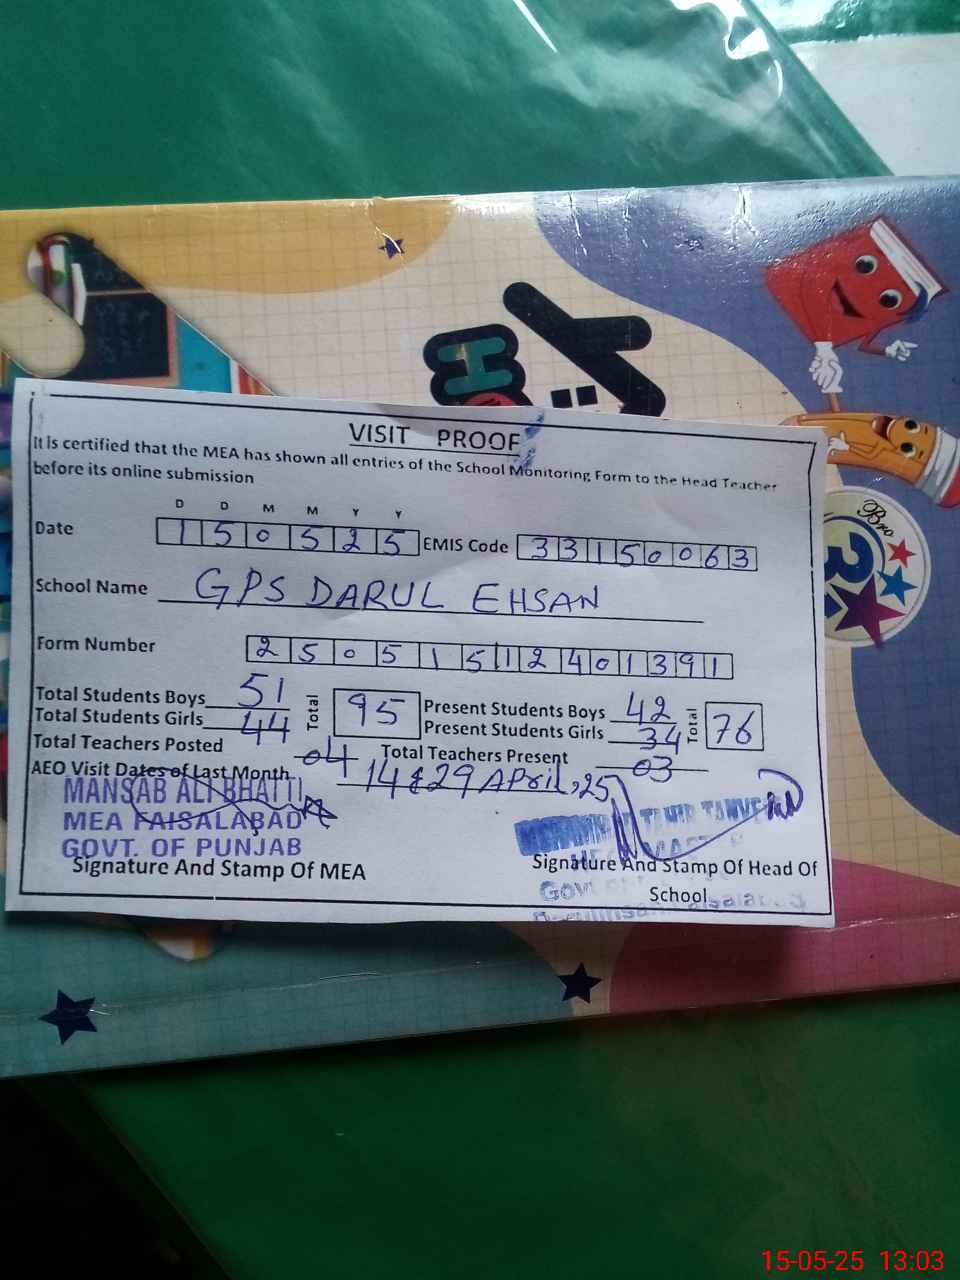 VISIT PROOF
It is certified that the MEA has shown all entries of the School Monitoring Form to the Head Teacher
before its online submission
D D M M Y Y
Date 1 5 0 5 2 5 EMIS Code 3 3 1 5 0 0 6 3
School Name GPS DARUL EHSAN
Form Number 2 5 0 5 1 5 1 2 4 0 1 3 9 1
Total Students Boys 51 Total 95 Present Students Boys 42 Total 76
Total Students Girls 44 Present Students Girls 34
Total Teachers Posted 04 Total Teachers Present 03
AEO Visit Dates of Last Month 14 & 29 April, 25
MANSAB ALI BHATTI
MEA FAISALABAD
GOVT. OF PUNJAB
Signature And Stamp Of MEA
TAHIR
Signature And Stamp Of Head Of
School
Bro
15-05-25 13:03